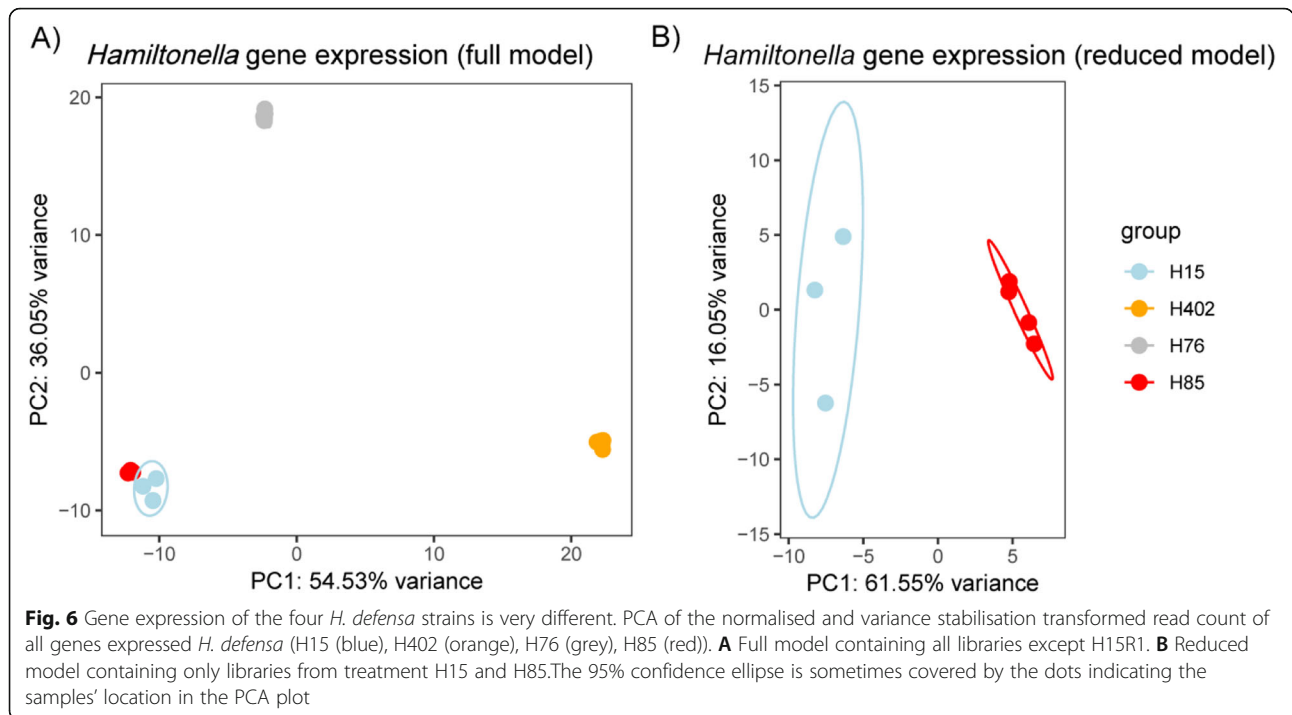 A)
Hamiltonella gene expression (full model)
20
10
0
−10
PC2: 36.05% variance
−10
0
10
20
PC1: 54.53% variance
B)
Hamiltonella gene expression (reduced model)
15
10
5
0
−5
−10
−15
PC2: 16.05% variance
−10
−5
0
5
PC1: 61.55% variance
group
H15
H402
H76
H85
Fig. 6 Gene expression of the four H. defensa strains is very different. PCA of the normalised and variance stabilisation transformed read count of
all genes expressed H. defensa (H15 (blue), H402 (orange), H76 (grey), H85 (red)). A Full model containing all libraries except H15R1. B Reduced
model containing only libraries from treatment H15 and H85.The 95% confidence ellipse is sometimes covered by the dots indicating the
samples’ location in the PCA plot